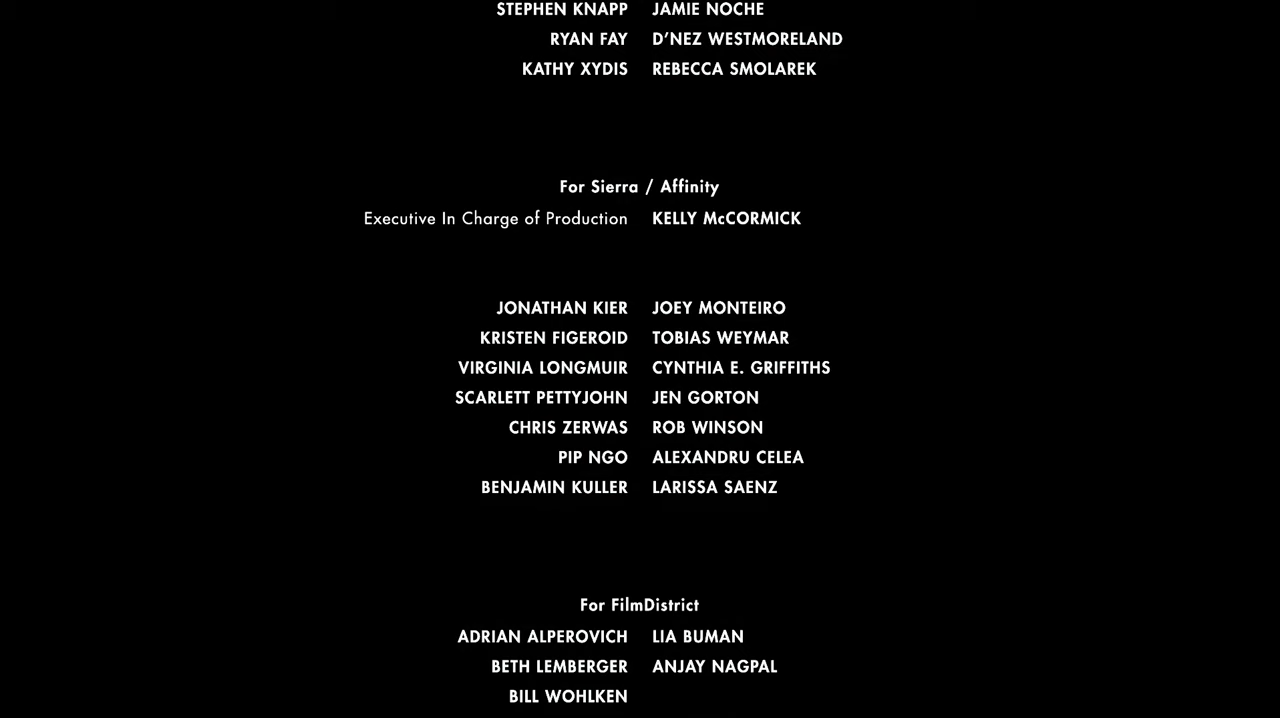 STEPHEN KNAPP JAMIE NOCHE
RYAN FAY D'NEZ WESTMORELAND
KATHY XYDIS REBECCA SMOLAREK
For Sierra / Affinity
Executive In Charge of Production KELLY McCORMICK
JONATHAN KIER JOEY MONTEIRO
KRISTEN FIGEROID TOBIAS WEYMAR
VIRGINIA LONGMUIR CYNTHIA E. GRIFFITHS
SCARLETT PETTYJOHN JEN GORTON
CHRIS ZERWAS ROB WINSON
PIP NGO ALEXANDRU CELEA
BENJAMIN KULLER LARISSA SAENZ
For FilmDistrict
ADRIAN ALPEROVICH LIA BUMAN
BETH LEMBERGER ANJAY NAGPAL
BILL WOHLKEN